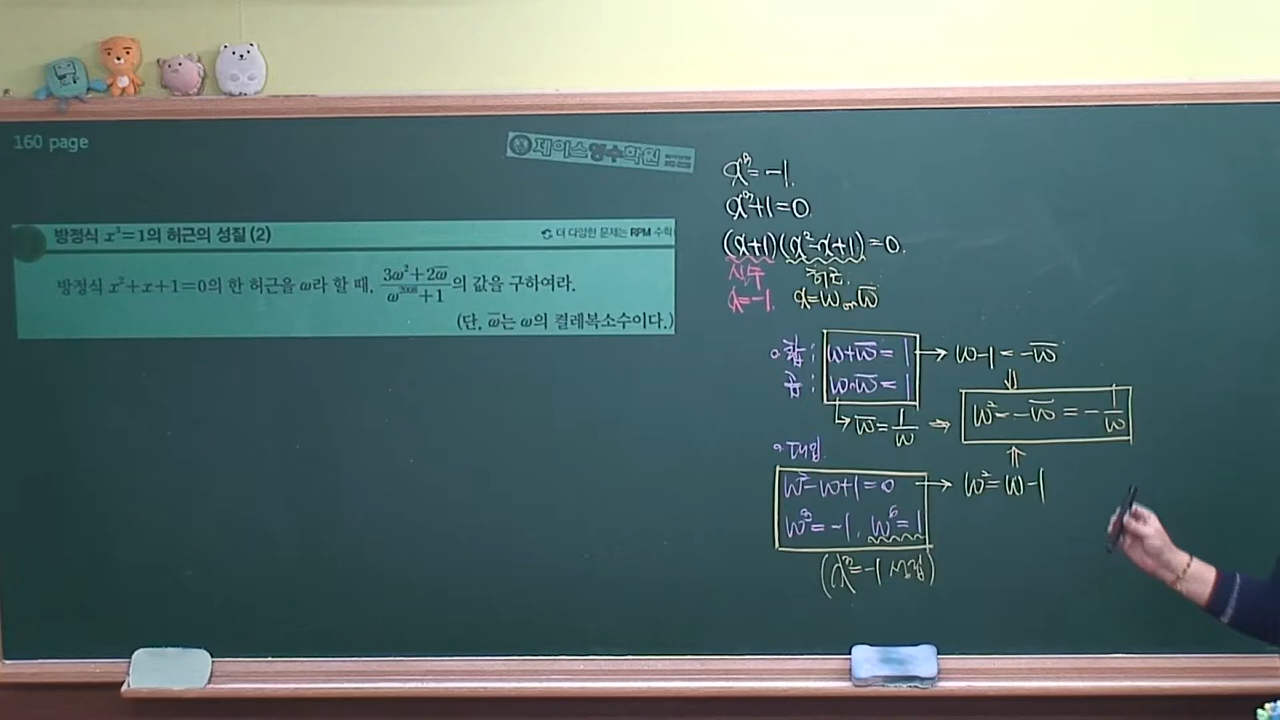 160 page
제이스영수학원
방정식 x³=1의 허근의 성질 (2)
더 다양한 문제는 RPM 수학
방정식 x²+x+1=0의 한 허근을 ω라 할 때, (3ω²+2ω̅)/(ω²⁰⁰⁸+1)의 값을 구하여라.
(단, ω̅는 ω의 켤레복소수이다.)
x³=-1.
x³+1=0.
(x+1)(x²-x+1)=0.
실수 허근
x=-1. x=ω or ω̅
합: ω+ω̅=1 → ω-1=-ω̅
곱: ω·ω̅=1
⇓
ω²=-ω̅=-1/ω
→ ω̅=1/ω ⇒
⇑
대입
ω²-ω+1=0 → ω²=ω-1
ω³=-1, ω⁶=1
(x³=-1 성질)